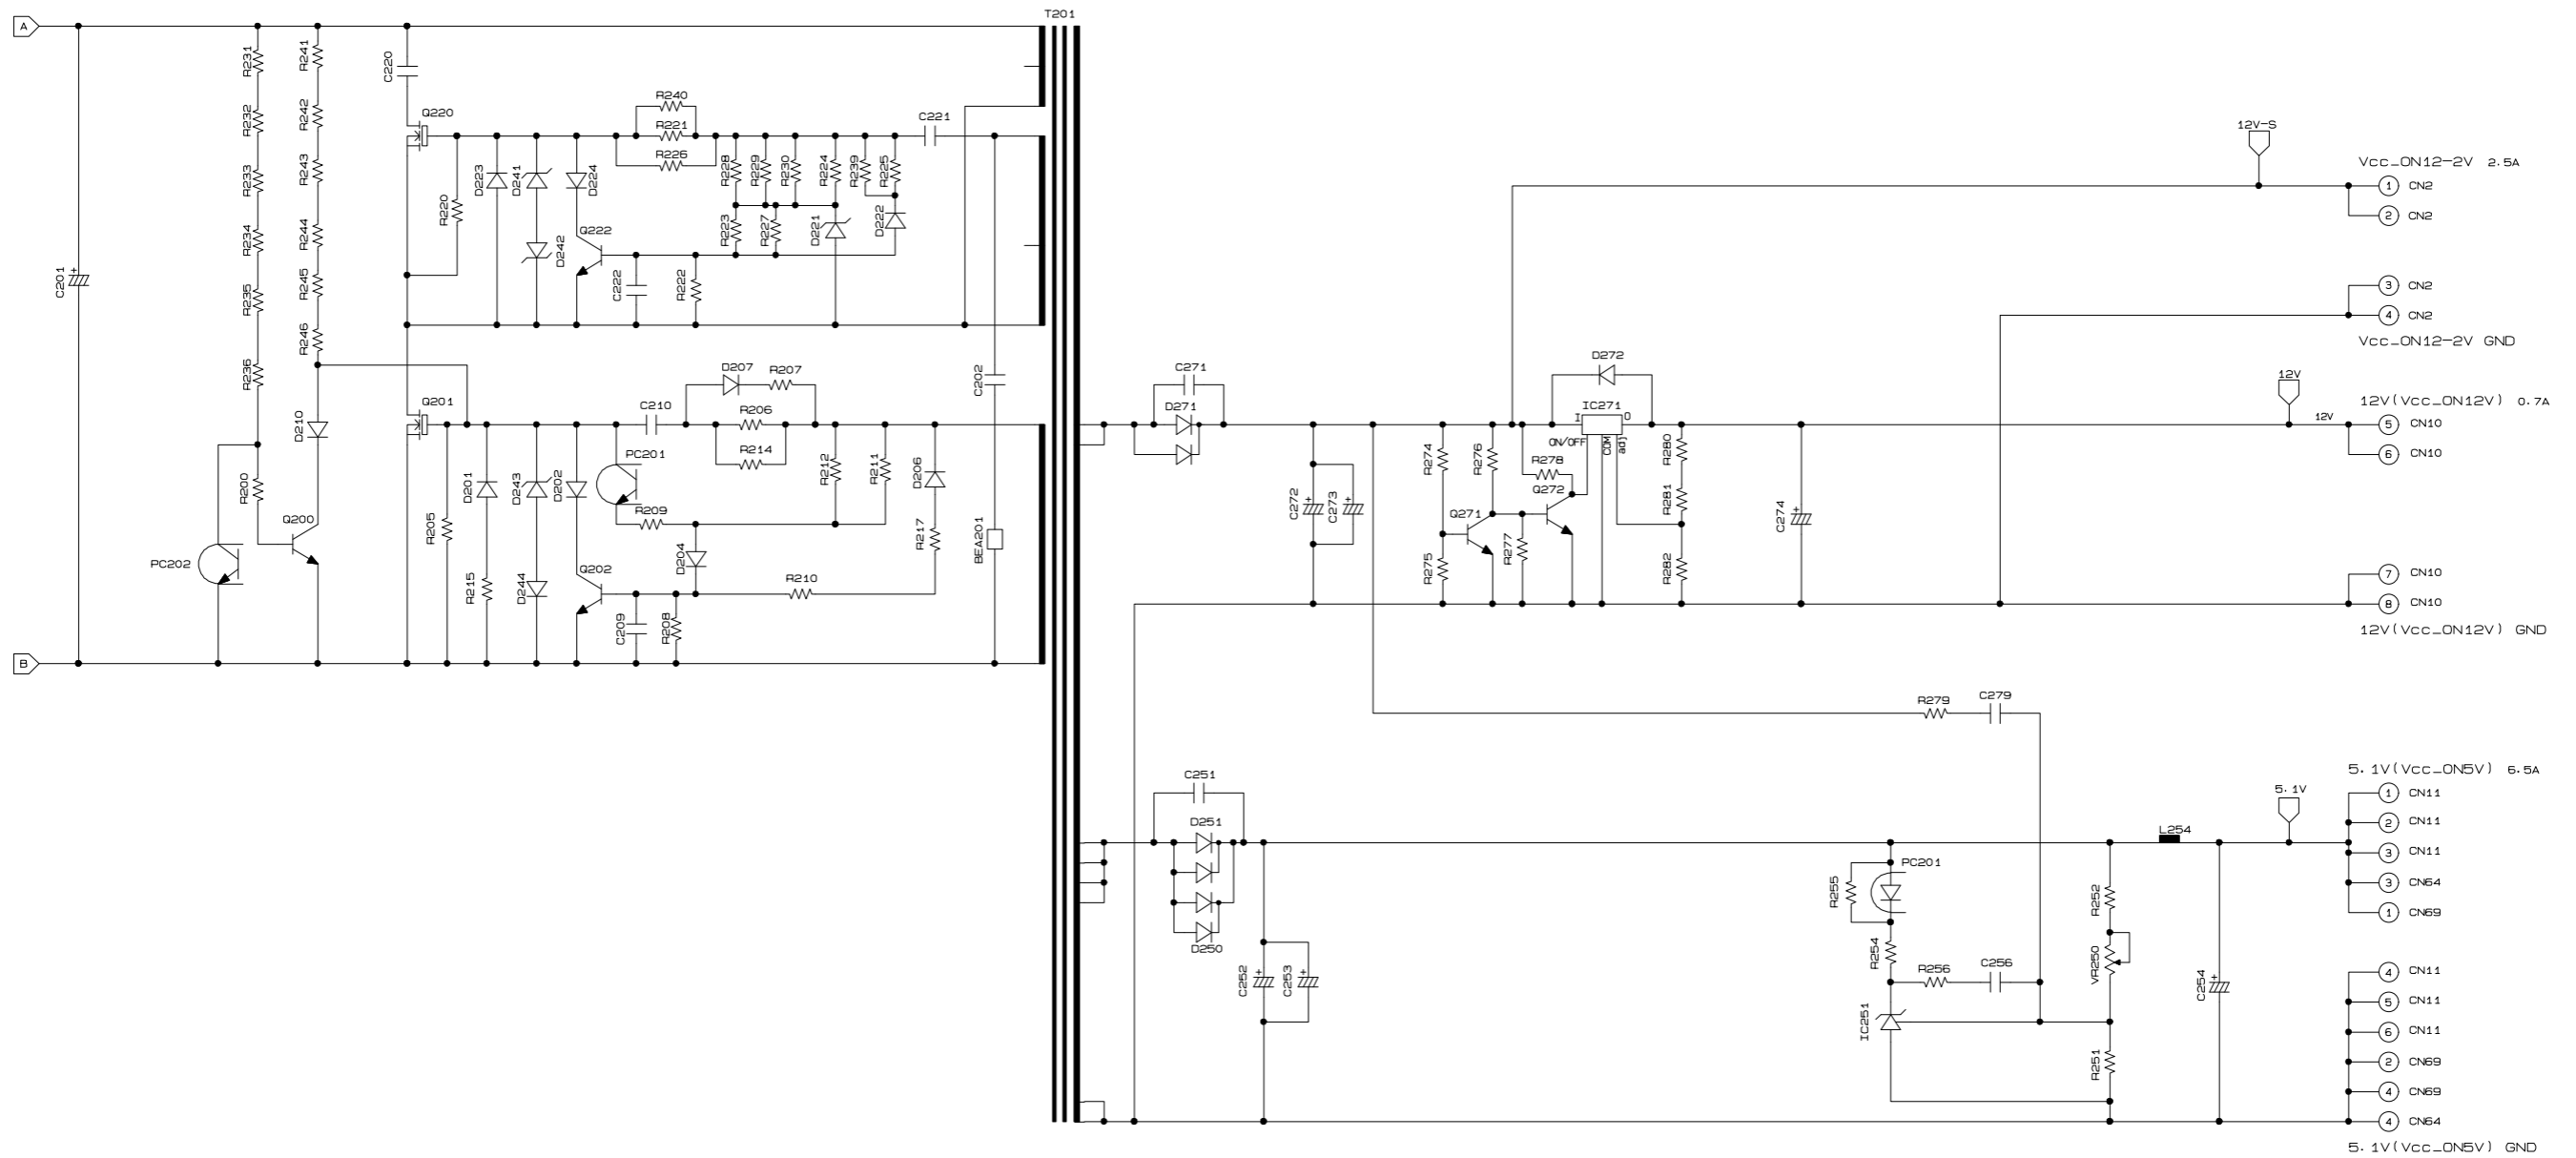 T201
A
R231
R241
C220
R232
R242
Q220
R240
R221
R226
C221
12V-S
Vcc_ON12-2V 2.5A
R233
R243
D223
D241
D224
R228
R229
R230
R224
R239
R225
1 CN2
2 CN2
R234
R244
R220
Q222
D242
R223
R227
D221
D222
C201
R235
R245
C222
R222
3 CN2
4 CN2
Vcc_ON12-2V GND
R236
R246
D207
R207
C202
C271
D272
D210
Q201
C210
R206
R214
D271
IC271
I
O
ON/OFF
COM
adj
12V
12V
12V(Vcc_ON12V) 0.7A
5 CN10
6 CN10
R200
PC201
D201
D243
D202
R212
R211
D206
R274
R276
R278
Q272
R280
R281
C272
C273
C274
Q200
R205
R209
R217
BEA201
Q271
R277
R275
R282
PC202
R215
D244
Q202
D204
R210
C209
R208
7 CN10
8 CN10
12V(Vcc_ON12V) GND
B
R279
C279
C251
D251
D250
5.1V
5.1V(Vcc_ON5V) 6.5A
1 CN11
2 CN11
L254
3 CN11
PC201
R255
R252
3 CN64
1 CN69
R254
VR250
C252
C253
R256
C256
C254
IC251
R251
4 CN11
5 CN11
6 CN11
2 CN69
4 CN69
4 CN64
5.1V(Vcc_ON5V) GND